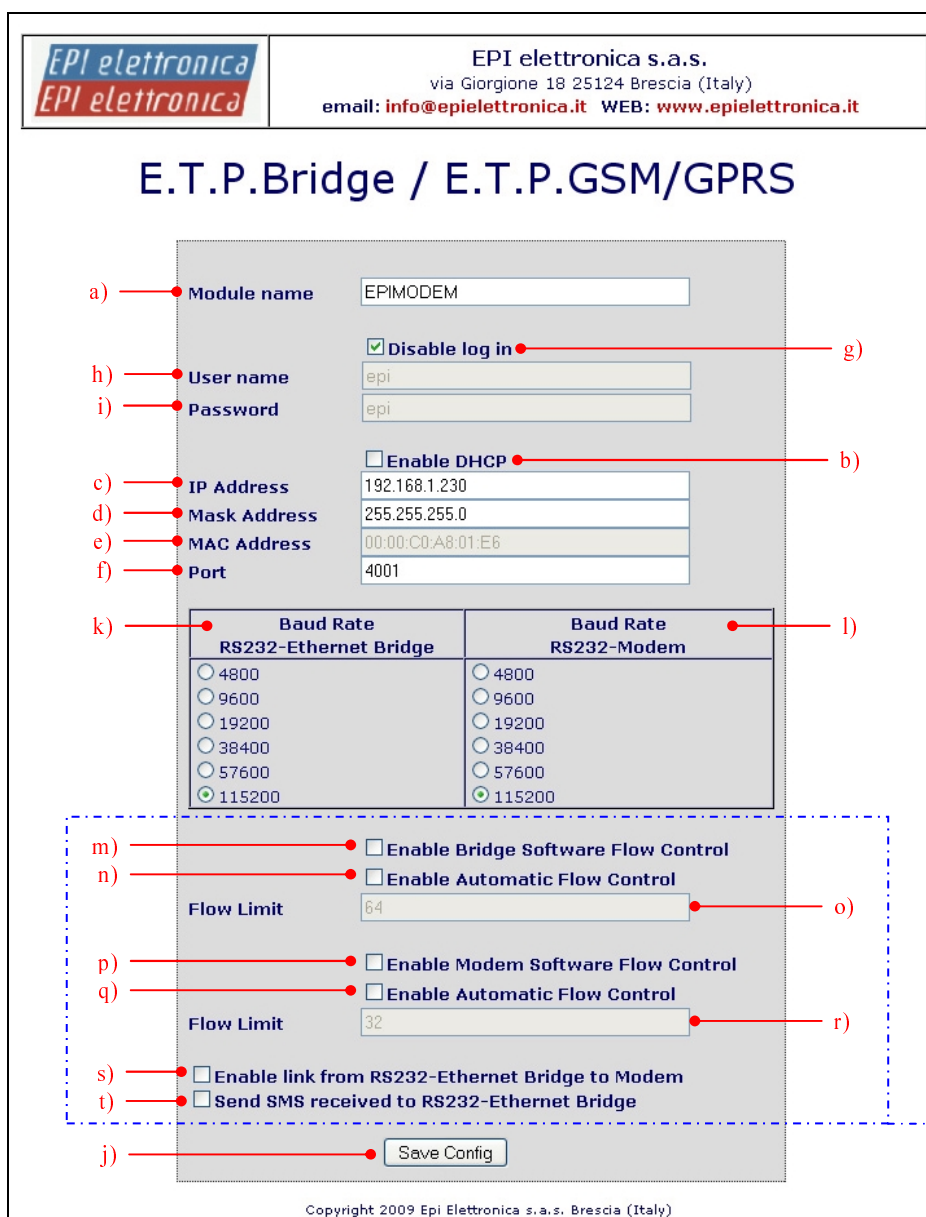 EPI elettronica
EPI elettronica
EPI elettronica s.a.s.
via Giorgione 18 25124 Brescia (Italy)
email: info@epielettronica.it WEB: www.epielettronica.it
E.T.P.Bridge / E.T.P.GSM/GPRS
a) Module name EPIMODEM
Disable log in g)
h) User name epi
i) Password epi
Enable DHCP b)
c) IP Address 192.168.1.230
d) Mask Address 255.255.255.0
e) MAC Address 00:00:C0:A8:01:E6
f) Port 4001
k) Baud Rate Baud Rate l)
RS232-Ethernet Bridge RS232-Modem
4800 4800
9600 9600
19200 19200
38400 38400
57600 57600
115200 115200
m) Enable Bridge Software Flow Control
n) Enable Automatic Flow Control
Flow Limit 64 o)
p) Enable Modem Software Flow Control
q) Enable Automatic Flow Control
Flow Limit 32 r)
s) Enable link from RS232-Ethernet Bridge to Modem
t) Send SMS received to RS232-Ethernet Bridge
j) Save Config
Copyright 2009 Epi Elettronica s.a.s. Brescia (Italy)